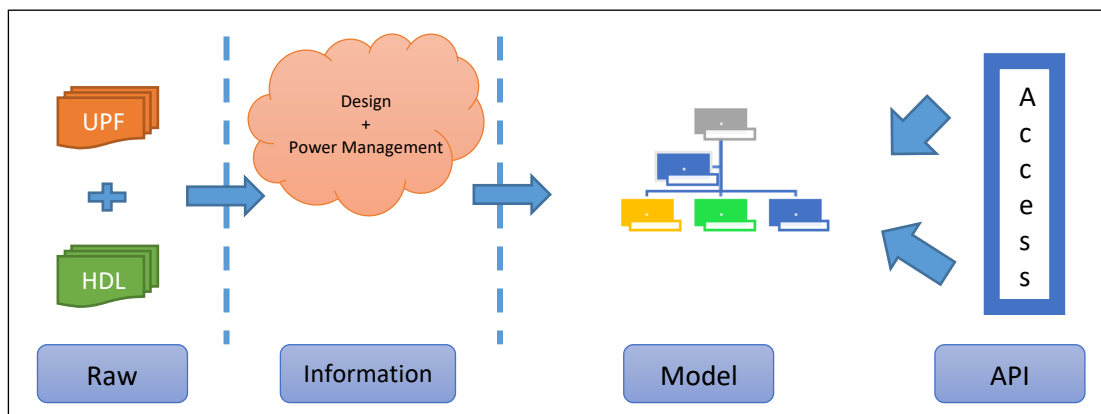 UPF
HDL
Design
+
Power Management
A
c
c
e
s
s
Raw
Information
Model
API